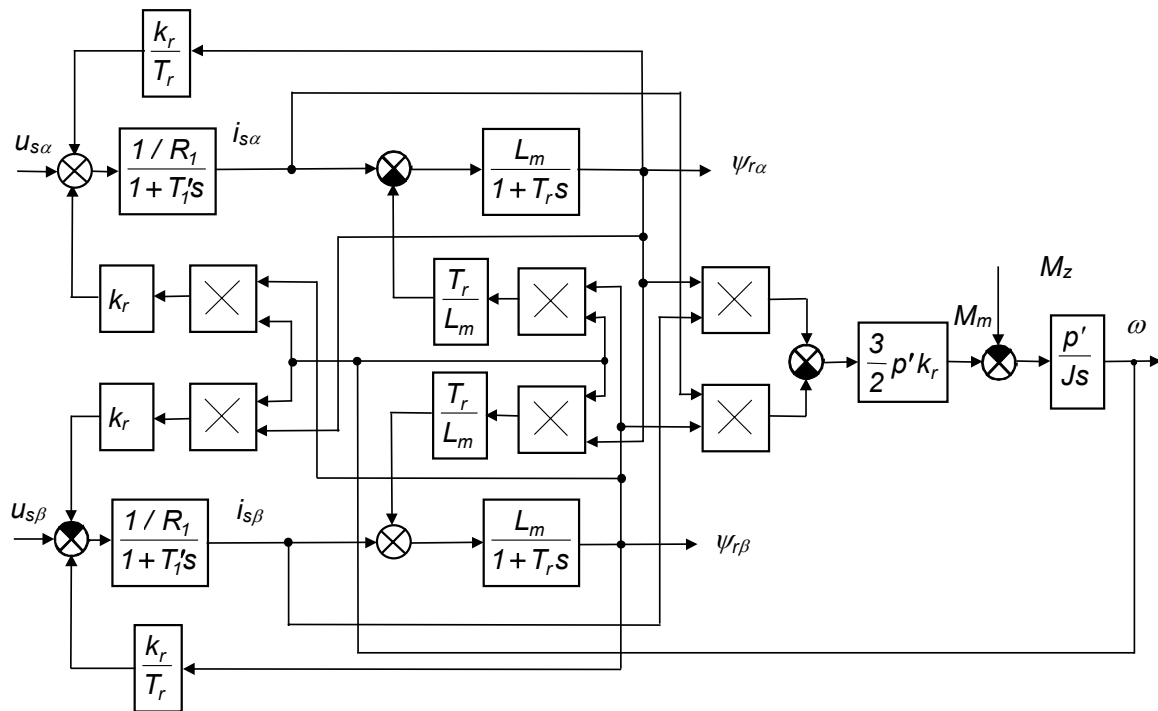 k_r
T_r
u_sα
1 / R_1
1 + T_1's
i_sα
L_m
1 + T_r s
ψ_rα
k_r
T_r
L_m
M_z
M_m
ω
3
2
p' k_r
p'
Js
k_r
T_r
L_m
u_sβ
1 / R_1
1 + T_1's
i_sβ
L_m
1 + T_r s
ψ_rβ
k_r
T_r